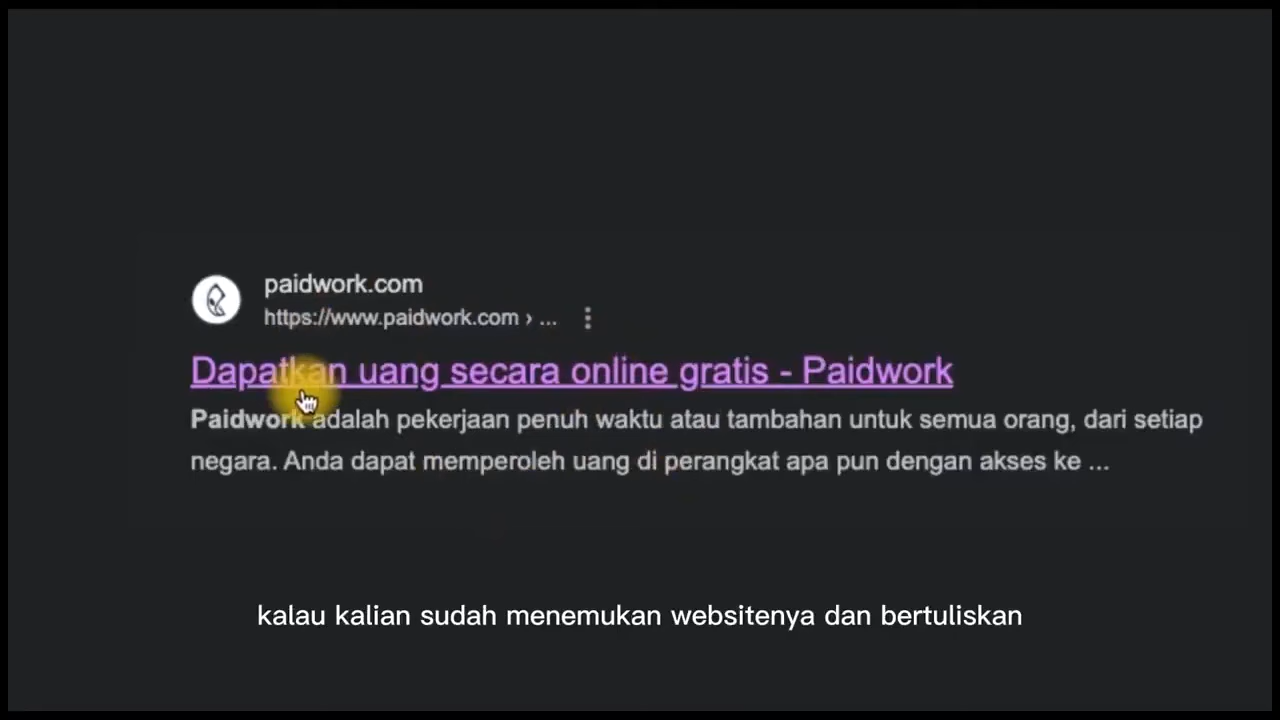 paidwork.com
https://www.paidwork.com › ...
Dapatkan uang secara online gratis - Paidwork
Paidwork adalah pekerjaan penuh waktu atau tambahan untuk semua orang, dari setiap
negara. Anda dapat memperoleh uang di perangkat apa pun dengan akses ke ...
kalau kalian sudah menemukan websitenya dan bertuliskan